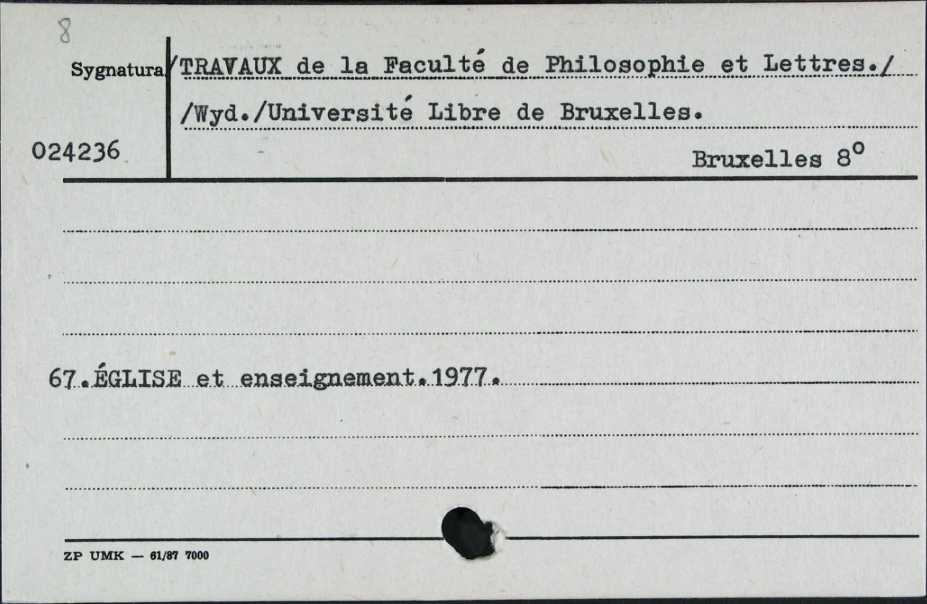 8
Sygnatura /TRAVAUX de la Faculté de Philosophie et Lettres./
/Wyd./Université Libre de Bruxelles.
024236
Bruxelles 8°
67.ÉGLISE et enseignement.1977.
ZP UMK — 61/87 7000